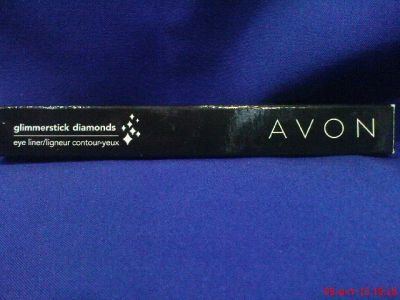 glimmerstick diamonds
eye liner/ligneur contour-yeux
AVON